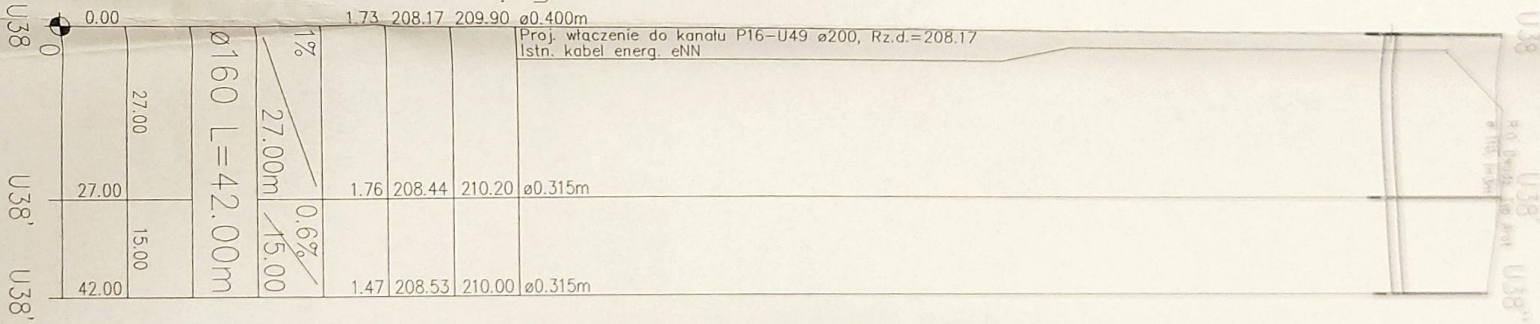 U38
0.00
1.73 208.17 209.90 ø0.400m
0
Proj. włączenie do kanału P16-U49 ø200, Rz.d.=208.17
Istn. kabel energ. eNN
27.00
ø160 L=42.00m
1%
27.00m
U38'
27.00
1.76 208.44 210.20 ø0.315m
15.00
0.6%
15.00
U38'
42.00
1.47 208.53 210.00 ø0.315m
U38
U38'
U38''